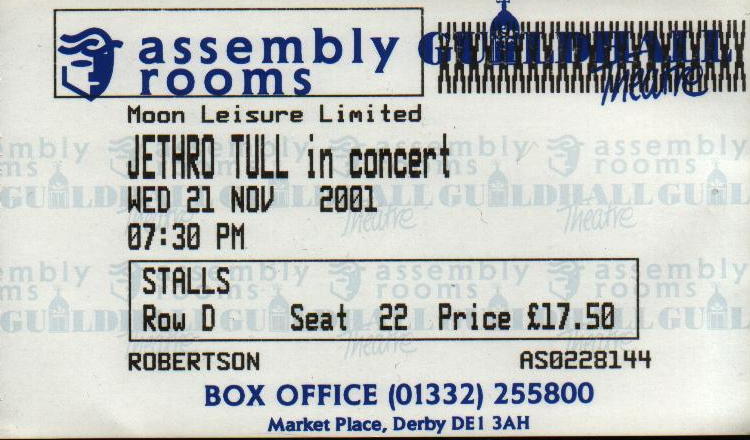 assembly rooms
GUILDHALL
Theatre
Moon Leisure Limited
JETHRO TULL in concert
WED 21 NOV 2001
07:30 PM
STALLS
Row D Seat 22 Price £17.50
ROBERTSON AS0228144
BOX OFFICE (01332) 255800
Market Place, Derby DE1 3AH